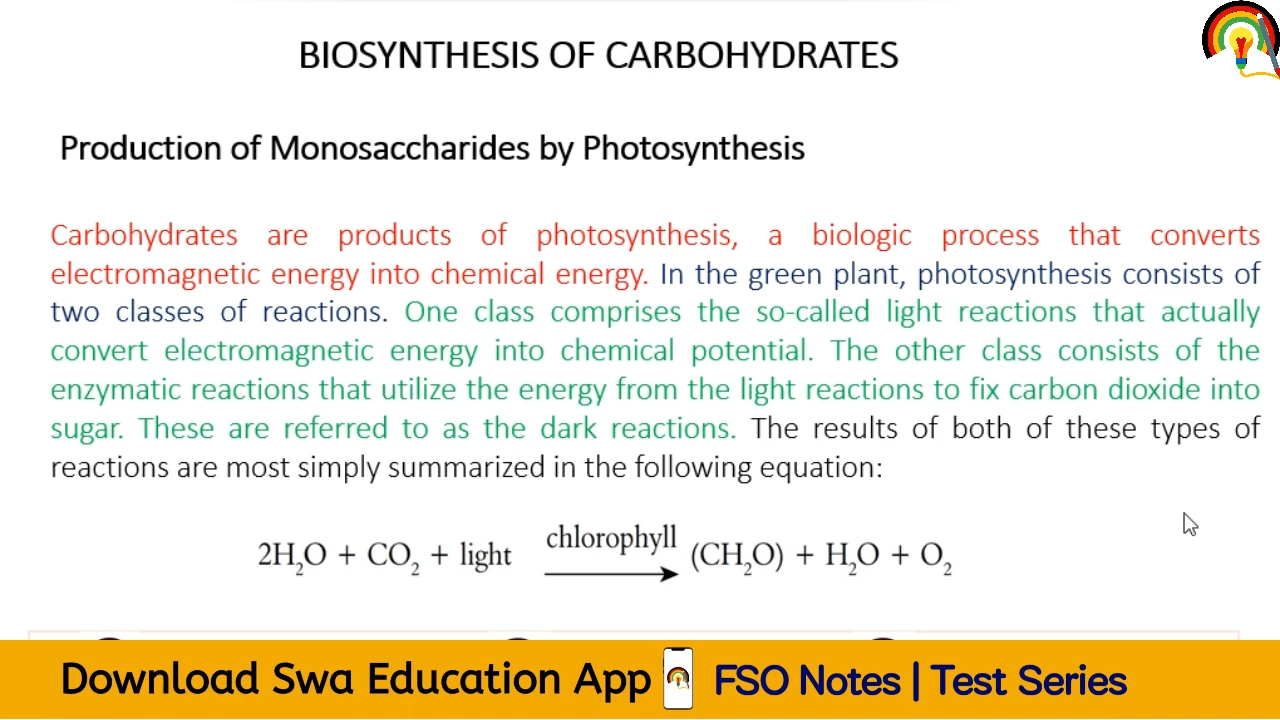 BIOSYNTHESIS OF CARBOHYDRATES
Production of Monosaccharides by Photosynthesis
Carbohydrates are products of photosynthesis, a biologic process that converts
electromagnetic energy into chemical energy. In the green plant, photosynthesis consists of
two classes of reactions. One class comprises the so-called light reactions that actually
convert electromagnetic energy into chemical potential. The other class consists of the
enzymatic reactions that utilize the energy from the light reactions to fix carbon dioxide into
sugar. These are referred to as the dark reactions. The results of both of these types of
reactions are most simply summarized in the following equation:
chlorophyll
2H₂O + CO₂ + light ⟶ (CH₂O) + H₂O + O₂
Download Swa Education App FSO Notes | Test Series